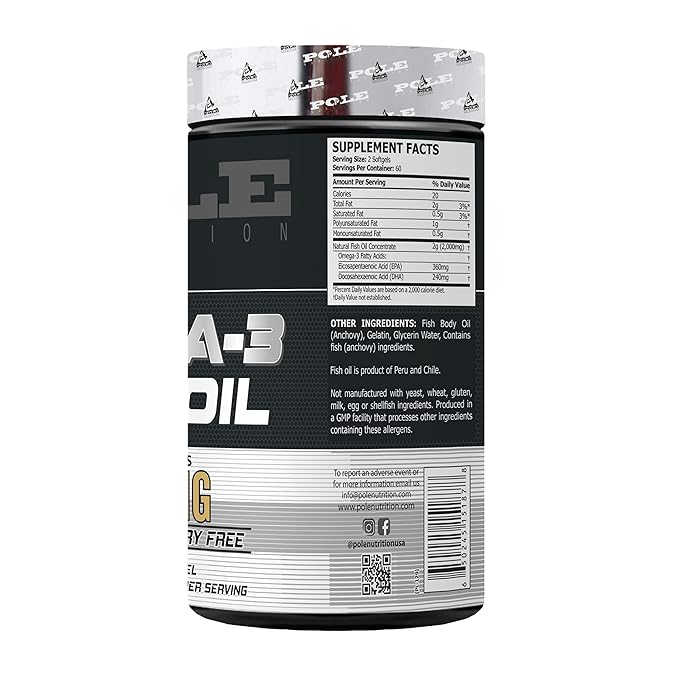 POLE
POLE
POLE
POLE
LE
ION
A-3
OIL
S
G
RY FREE
EL
PER SERVING
SUPPLEMENT FACTS
Serving Size: 2 Softgels
Servings Per Container: 60
Amount Per Serving % Daily Value
Calories 20
Total Fat 2g 3%*
Saturated Fat 0.5g 3%*
Polyunsaturated Fat 1g †
Monounsaturated Fat 0.5g †
Natural Fish Oil Concentrate 2g (2,000mg) †
Omega-3 Fatty Acids: †
Eicosapentaenoic Acid (EPA) 360mg †
Docosahexaenoic Acid (DHA) 240mg †
*Percent Daily Values are based on a 2,000 calorie diet.
†Daily Value not established.
OTHER INGREDIENTS: Fish Body Oil
(Anchovy), Gelatin, Glycerin Water, Contains
fish (anchovy) ingredients.
Fish oil is product of Peru and Chile.
Not manufactured with yeast, wheat, gluten,
milk, egg or shellfish ingredients. Produced in
a GMP facility that processes other ingredients
containing these allergens.
To report an adverse event or
for more information email us
info@polenutrition.com
www.polenutrition.com
@polenutritionusa
6 50245 15187 8